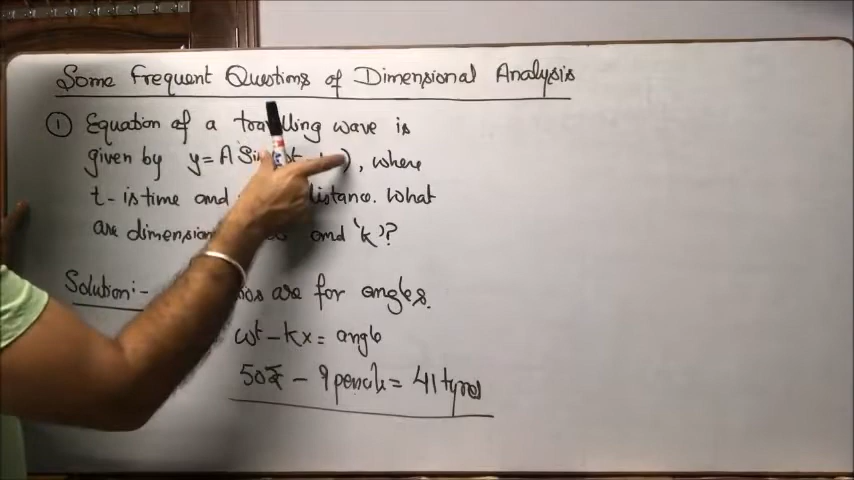 Some Frequent Questions of Dimensional Analysis
① Equation of a travelling wave is
given by y = A Sin , where
t - is time and distance. What
are dimension and 'k'?
Solution:- are for angles.
ωt - kx = angle
50₹ - 9 pencils = 41 tyres